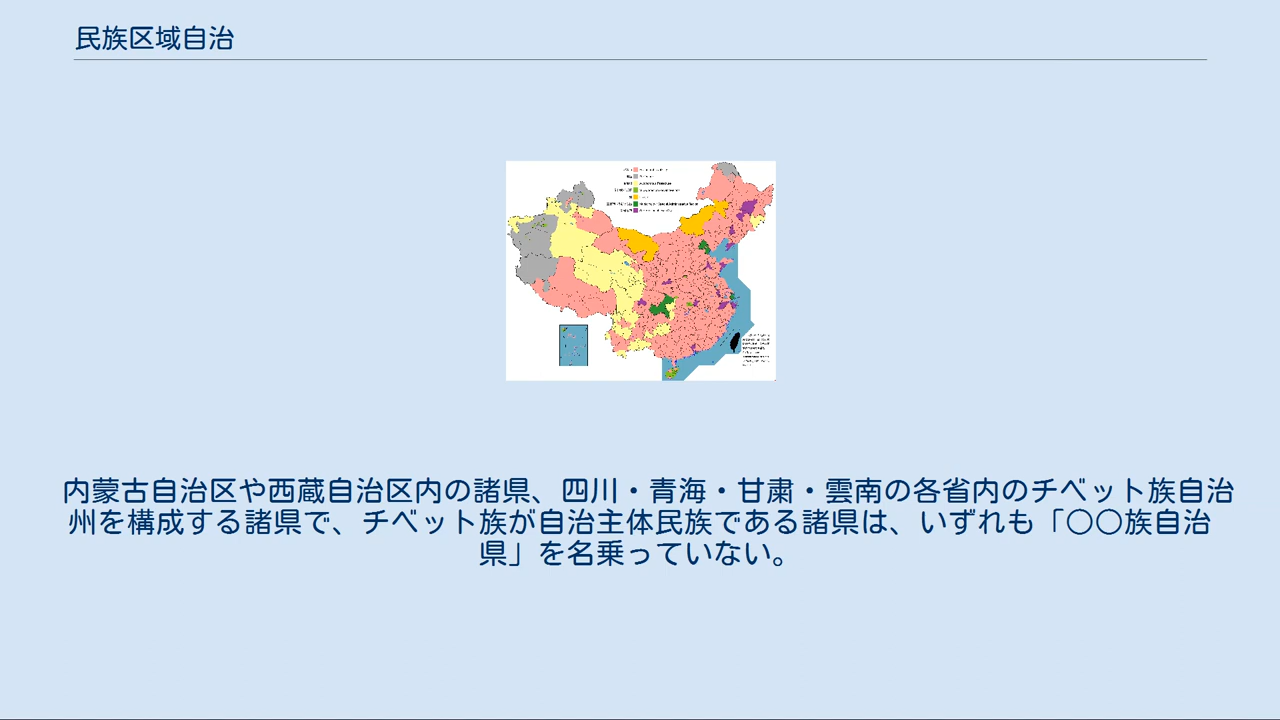 民族区域自治
内蒙古自治区や西蔵自治区内の諸県、四川・青海・甘粛・雲南の各省内のチベット族自治
州を構成する諸県で、チベット族が自治主体民族である諸県は、いずれも「〇〇族自治
県」を名乗っていない。